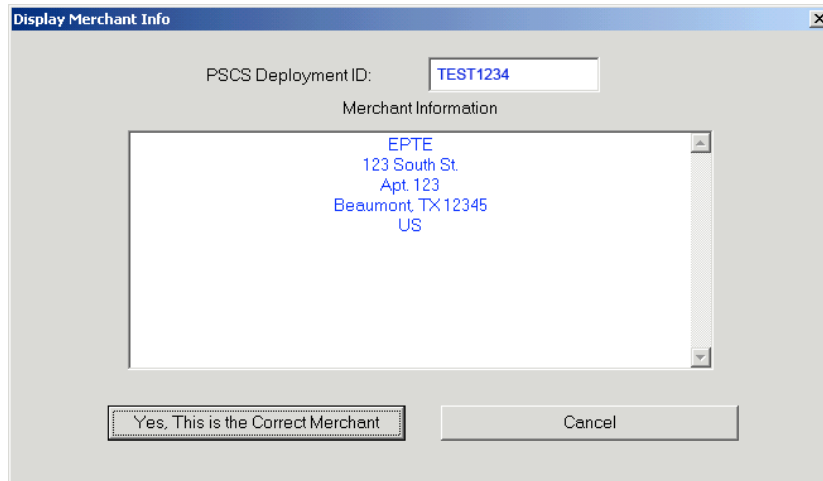 Display Merchant Info
PSCS Deployment ID: TEST1234
Merchant Information
EPTE
123 South St.
Apt. 123
Beaumont, TX 12345
US
Yes, This is the Correct Merchant Cancel